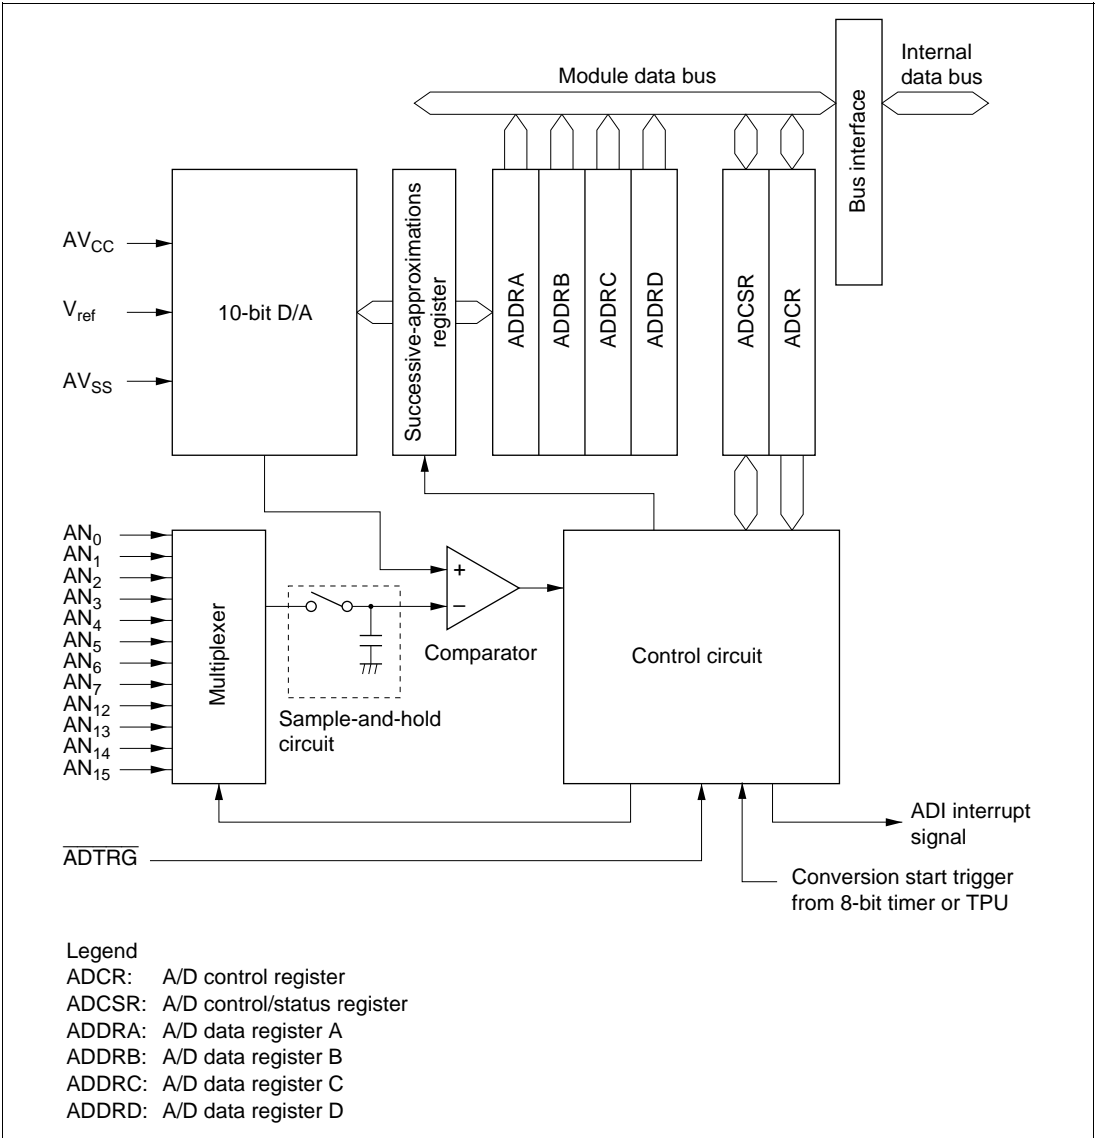 Internal
data bus
Module data bus
Bus interface
AVCC
Vref
AVSS
10-bit D/A
Successive-approximations
register
ADDRA
ADDRB
ADDRC
ADDRD
ADCSR
ADCR
AN0
AN1
AN2
AN3
AN4
AN5
AN6
AN7
AN12
AN13
AN14
AN15
Multiplexer
+
−
Comparator
Sample-and-hold
circuit
Control circuit
ADI interrupt
signal
ADTRG
Conversion start trigger
from 8-bit timer or TPU
Legend
ADCR: A/D control register
ADCSR: A/D control/status register
ADDRA: A/D data register A
ADDRB: A/D data register B
ADDRC: A/D data register C
ADDRD: A/D data register D